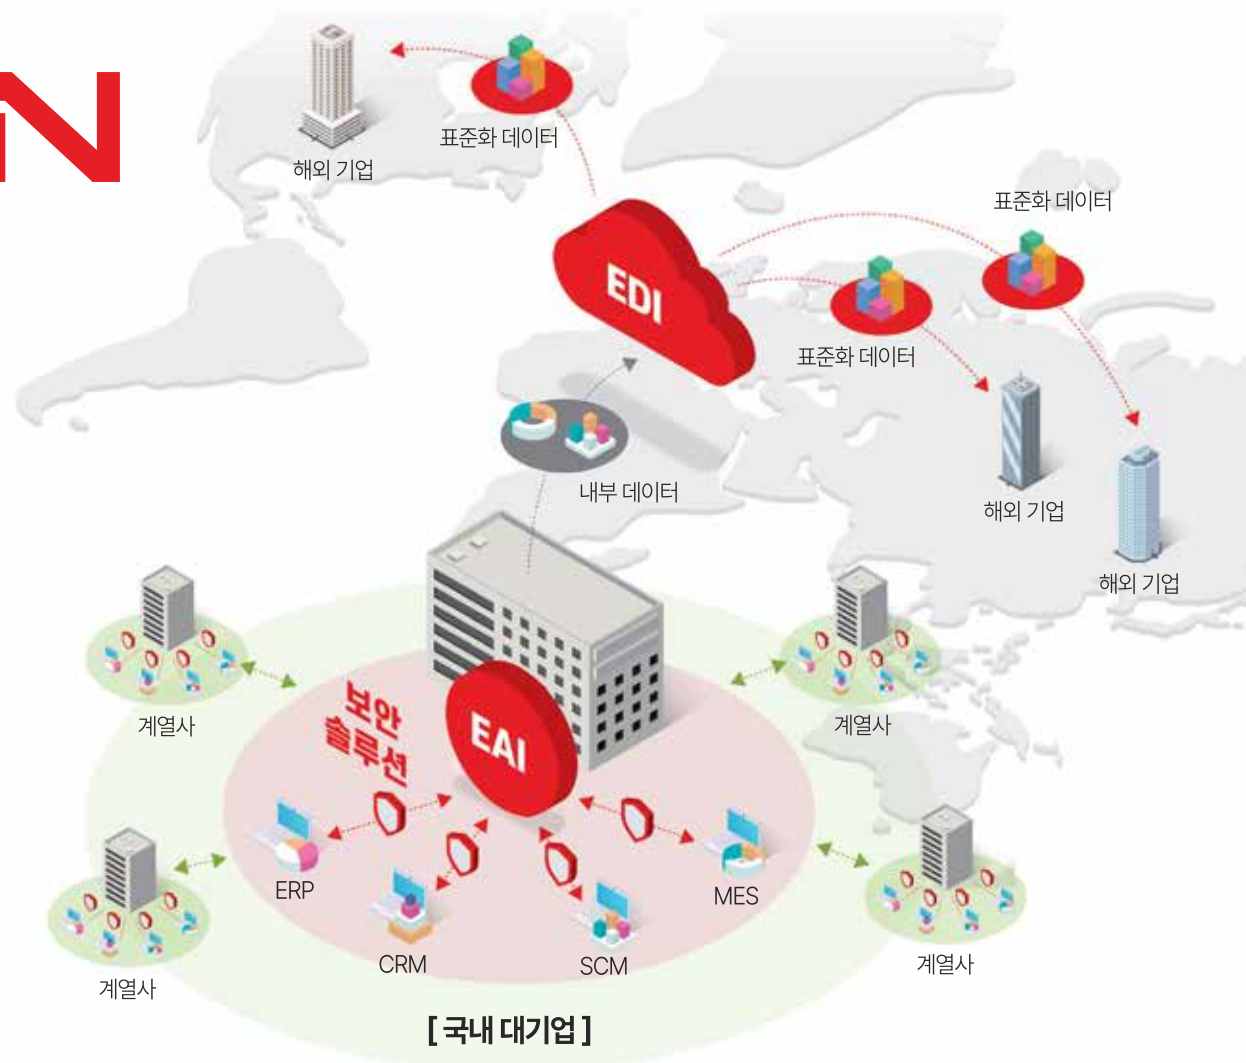 N
표준화 데이터
해외 기업
표준화 데이터
EDI
표준화 데이터
내부 데이터
해외 기업
해외 기업
보안
솔루션
EAI
계열사
계열사
ERP
MES
CRM
SCM
계열사
계열사
[ 국내 대기업 ]